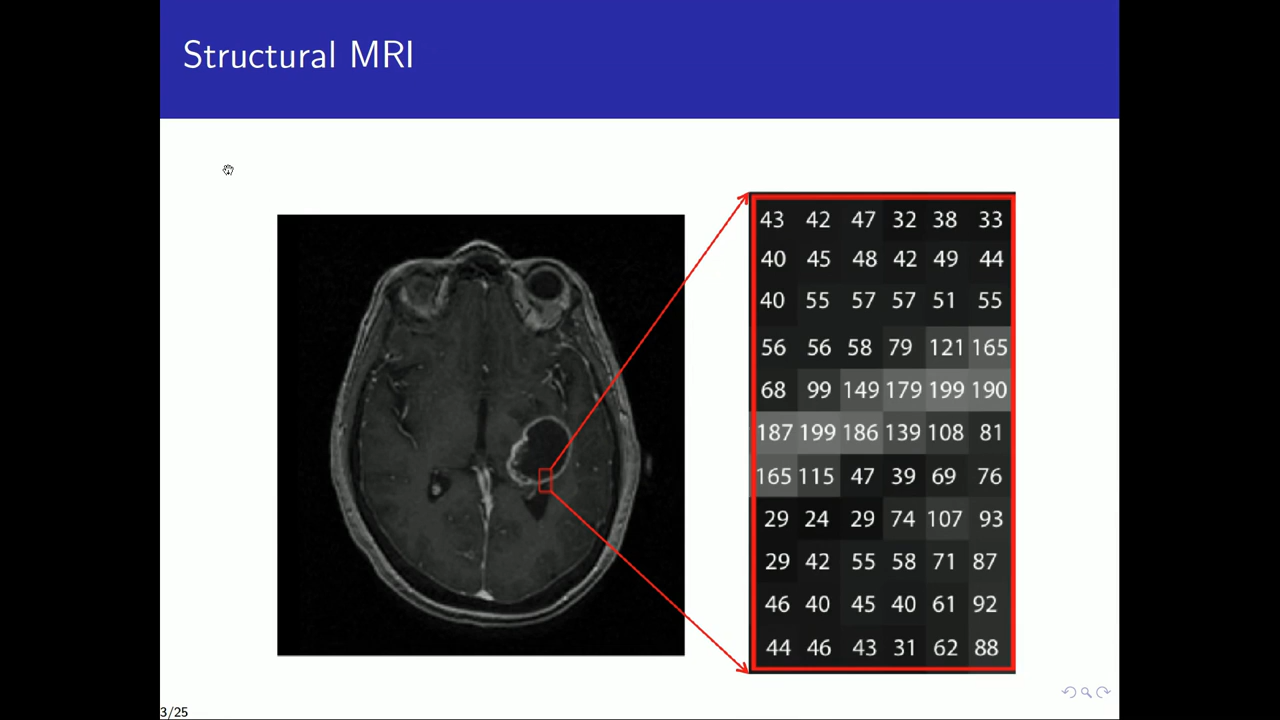 Structural MRI
43 42 47 32 38 33
40 45 48 42 49 44
40 55 57 57 51 55
56 56 58 79 121 165
68 99 149 179 199 190
187 199 186 139 108 81
165 115 47 39 69 76
29 24 29 74 107 93
29 42 55 58 71 87
46 40 45 40 61 92
44 46 43 31 62 88
3/25